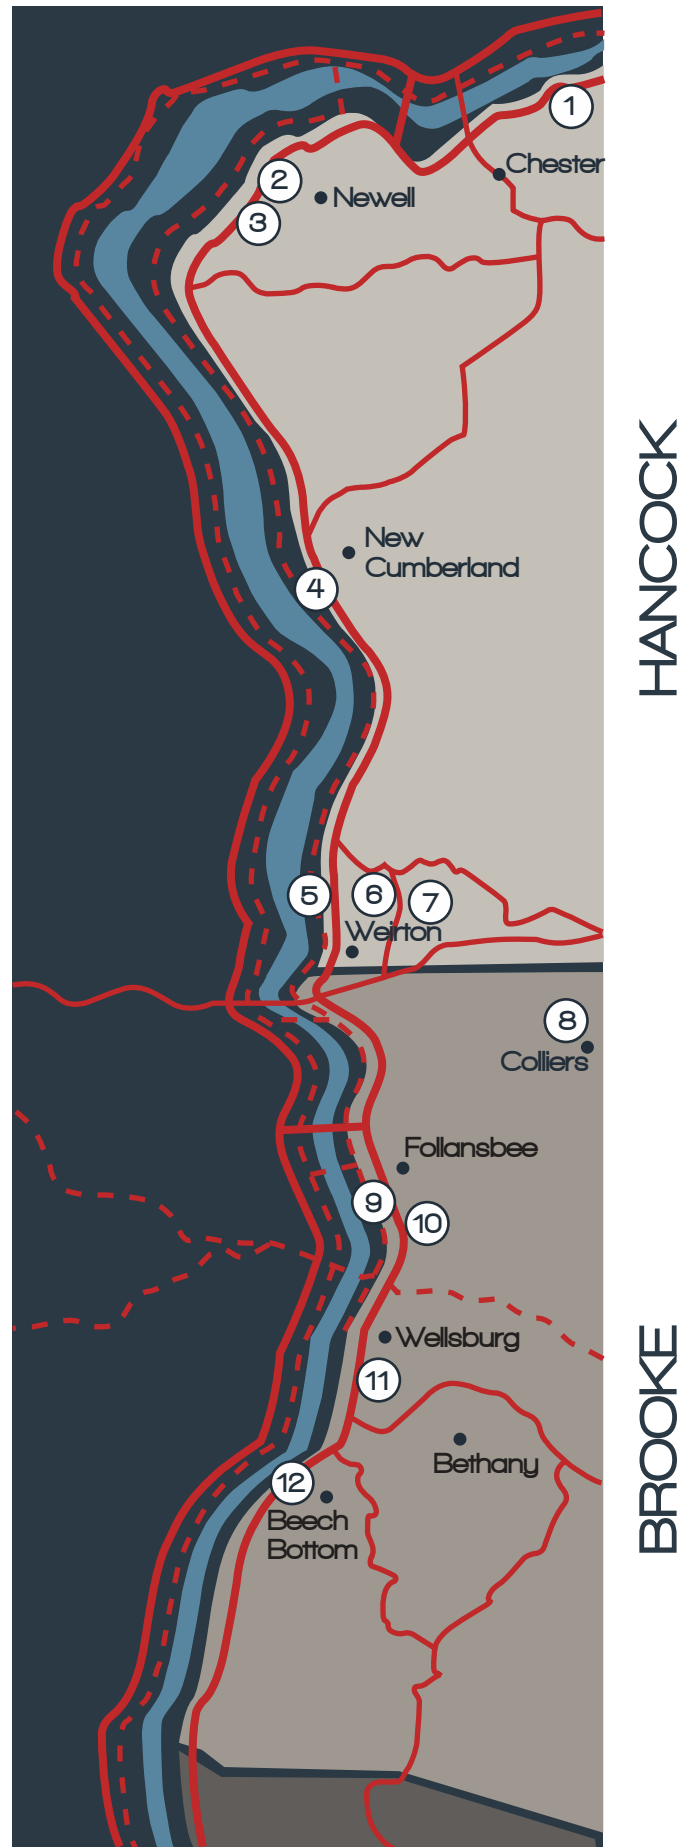 1
Chester
2
Newell
3
HANCOCK
New
Cumberland
4
5
6
7
Weirton
8
Colliers
Follansbee
9
10
Wellsburg
BROOKE
11
Bethany
12
Beech
Bottom